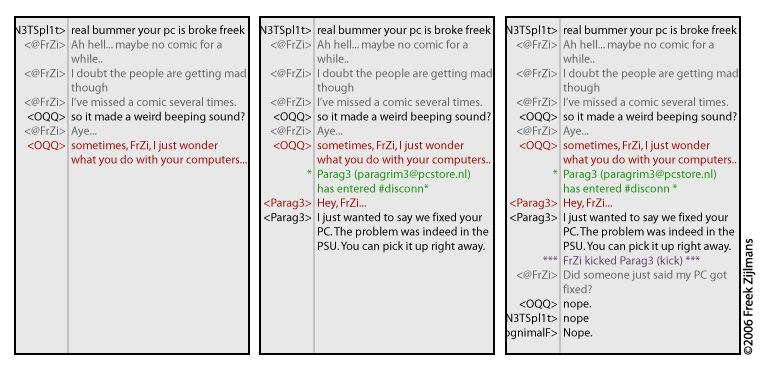 N3TSpl1t> real bummer your pc is broke freek
<@FrZi> Ah hell... maybe no comic for a
while..
<@FrZi> I doubt the people are getting mad
though
<@FrZi> I've missed a comic several times.
<OQQ> so it made a weird beeping sound?
<@FrZi> Aye...
<OQQ> sometimes, FrZi, I just wonder
what you do with your computers...
N3TSpl1t> real bummer your pc is broke freek
<@FrZi> Ah hell... maybe no comic for a
while..
<@FrZi> I doubt the people are getting mad
though
<@FrZi> I've missed a comic several times.
<OQQ> so it made a weird beeping sound?
<@FrZi> Aye...
<OQQ> sometimes, FrZi, I just wonder
what you do with your computers..
* Parag3 (paragrim3@pcstore.nl)
has entered #disconn*
<Parag3> Hey, FrZi...
<Parag3> I just wanted to say we fixed your
PC. The problem was indeed in the
PSU. You can pick it up right away.
N3TSpl1t> real bummer your pc is broke freek
<@FrZi> Ah hell... maybe no comic for a
while..
<@FrZi> I doubt the people are getting mad
though
<@FrZi> I've missed a comic several times.
<OQQ> so it made a weird beeping sound?
<@FrZi> Aye...
<OQQ> sometimes, FrZi, I just wonder
what you do with your computers..
* Parag3 (paragrim3@pcstore.nl)
has entered #disconn *
<Parag3> Hey, FrZi...
<Parag3> I just wanted to say we fixed your
PC. The problem was indeed in the
PSU. You can pick it up right away.
*** FrZi kicked Parag3 (kick) ***
<@FrZi> Did someone just said my PC got
fixed?
<OQQ> nope.
N3TSpl1t> nope
ognimalF> Nope.
©2006 Freek Zijlmans